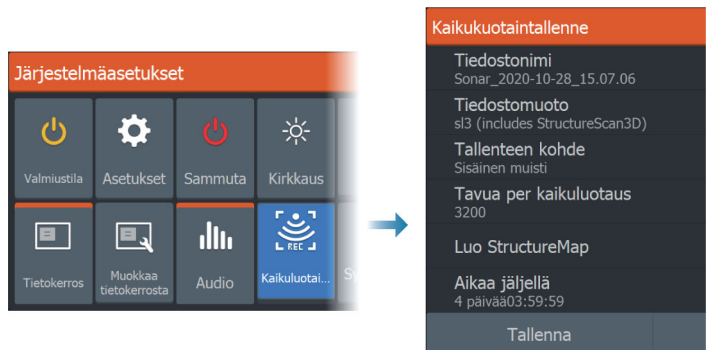 Järjestelmäasetukset
Valmiustila
Asetukset
Sammuta
Kirkkaus
Tietokerros
Muokkaa
tietokerrosta
Audio
REC
Kaikuluotai...
Kaikukuotaintallenne
Tiedostonimi
Sonar_2020-10-28_15.07.06
Tiedostomuoto
sl3 (includes StructureScan3D)
Tallenteen kohde
Sisäinen muisti
Tavua per kaikuluotaus
3200
Luo StructureMap
Aikaa jäljellä
4 päivää03:59:59
Tallenna